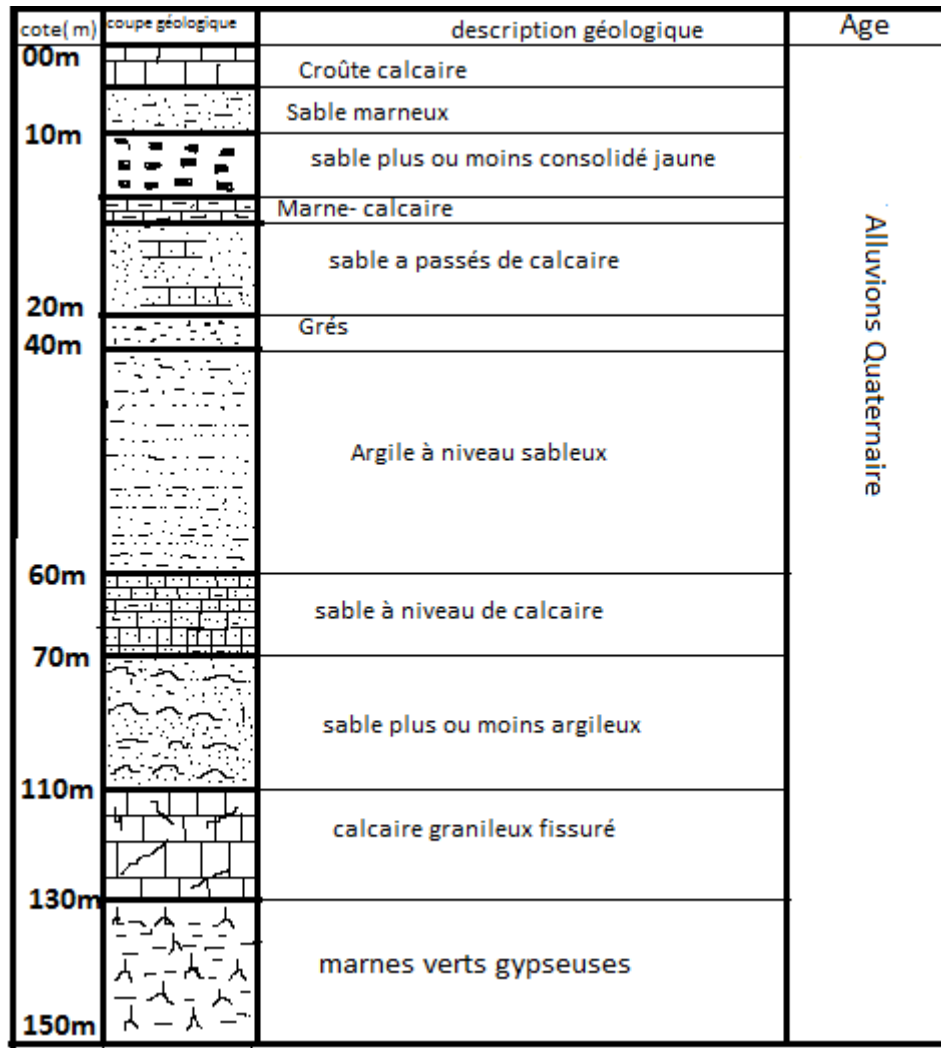 cote( m) coupe géologique description géologique Age
00m
Croûte calcaire
Sable marneux
10m
sable plus ou moins consolidé jaune
Marne- calcaire
sable a passés de calcaire
20m
Grés
40m
Argile à niveau sableux
60m
sable à niveau de calcaire
70m
sable plus ou moins argileux
110m
calcaire granileux fissuré
130m
marnes verts gypseuses
150m
Alluvions Quaternaire